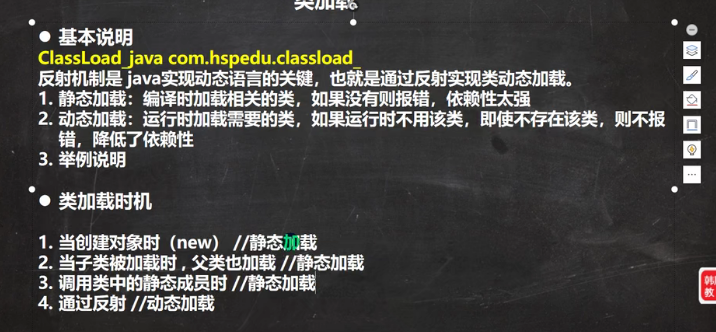 类加载
● 基本说明
ClassLoad_java com.hspedu.classload_
反射机制是 java实现动态语言的关键，也就是通过反射实现类动态加载。
1. 静态加载：编译时加载相关的类，如果没有则报错，依赖性太强
2. 动态加载：运行时加载需要的类，如果运行时不用该类，即使不存在该类，则不报
错，降低了依赖性
3. 举例说明
● 类加载时机
1. 当创建对象时（new） //静态加载
2. 当子类被加载时，父类也加载 //静态加载
3. 调用类中的静态成员时 //静态加载
4. 通过反射 //动态加载